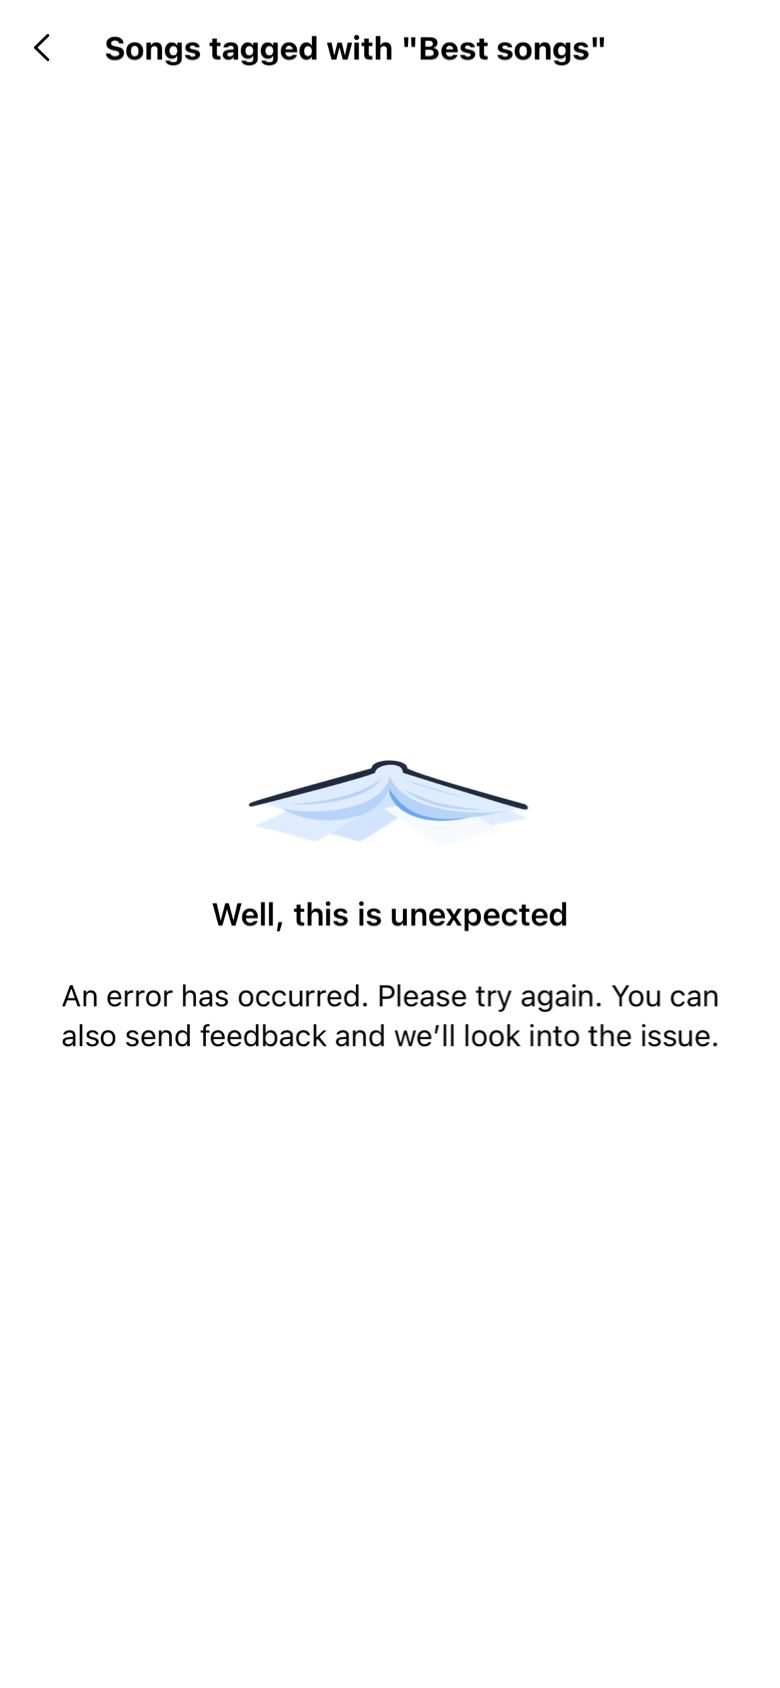 Songs tagged with "Best songs"
Well, this is unexpected
An error has occurred. Please try again. You can
also send feedback and we’ll look into the issue.